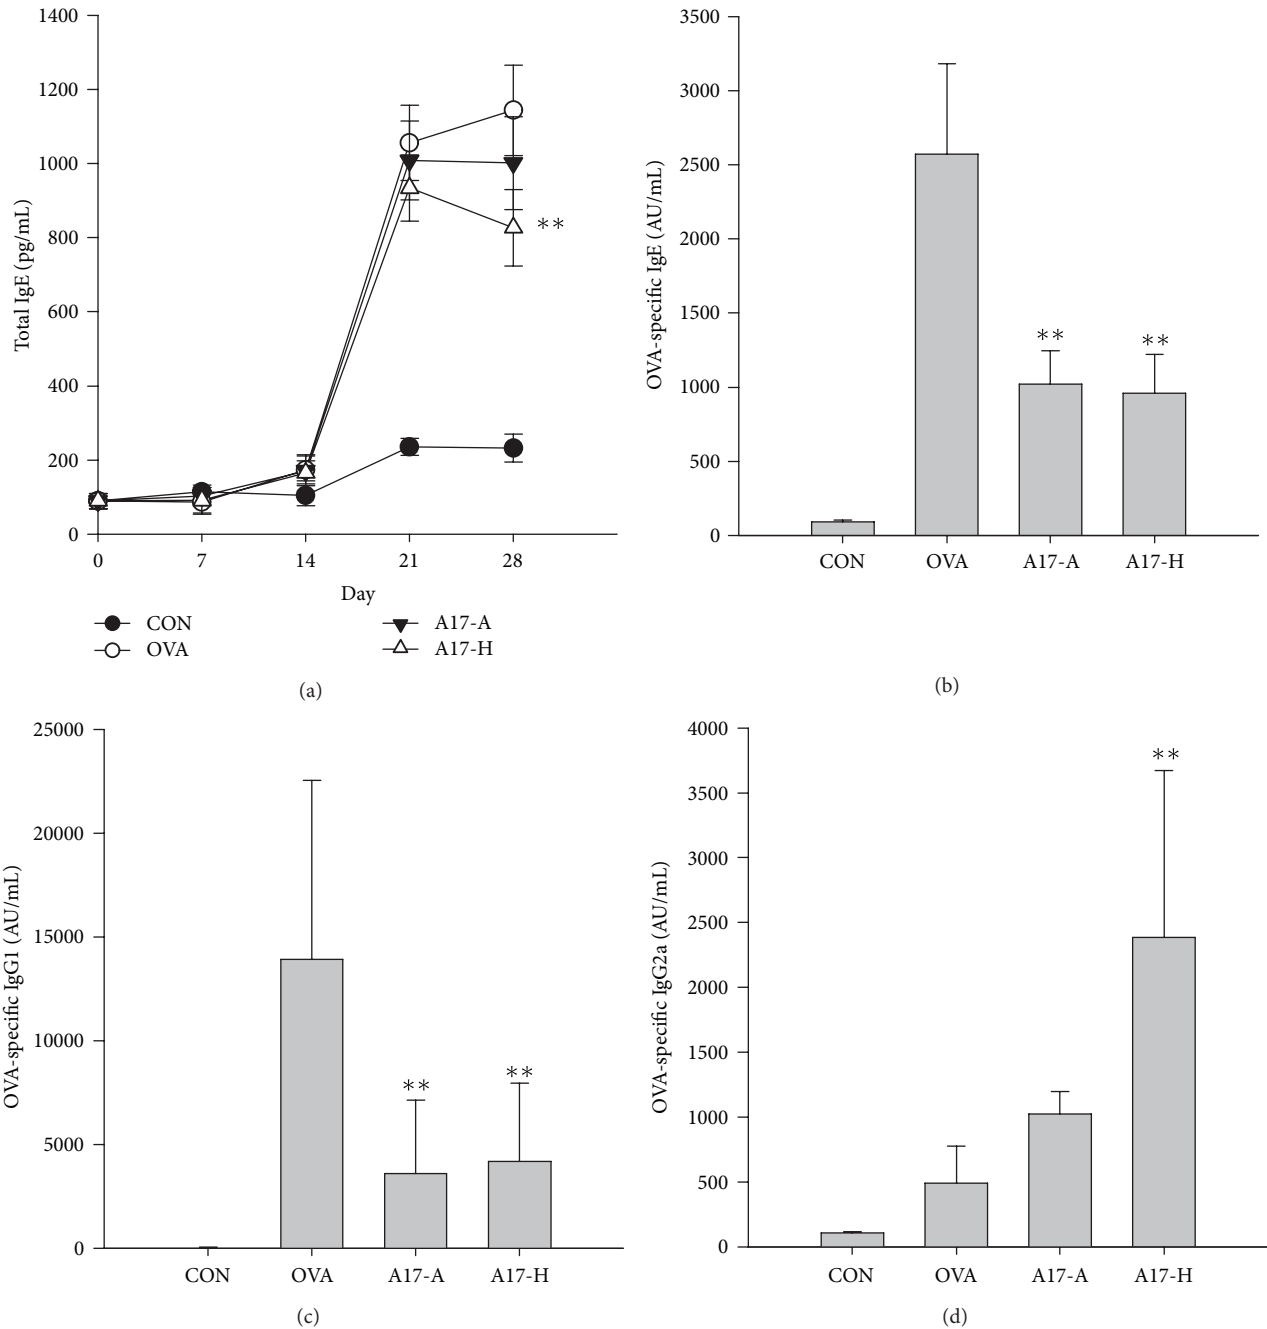 1400
1200
1000
800
600
400
200
0
Total IgE (pg/mL)
**
0 7 14 21 28
Day
CON A17-A
OVA A17-H
(a)
3500
3000
2500
2000
1500
1000
500
0
OVA-specific IgE (AU/mL)
** **
CON OVA A17-A A17-H
(b)
25000
20000
15000
10000
5000
0
OVA-specific IgG1 (AU/mL)
** **
CON OVA A17-A A17-H
(c)
4000
3500
3000
2500
2000
1500
1000
500
0
OVA-specific IgG2a (AU/mL)
**
CON OVA A17-A A17-H
(d)